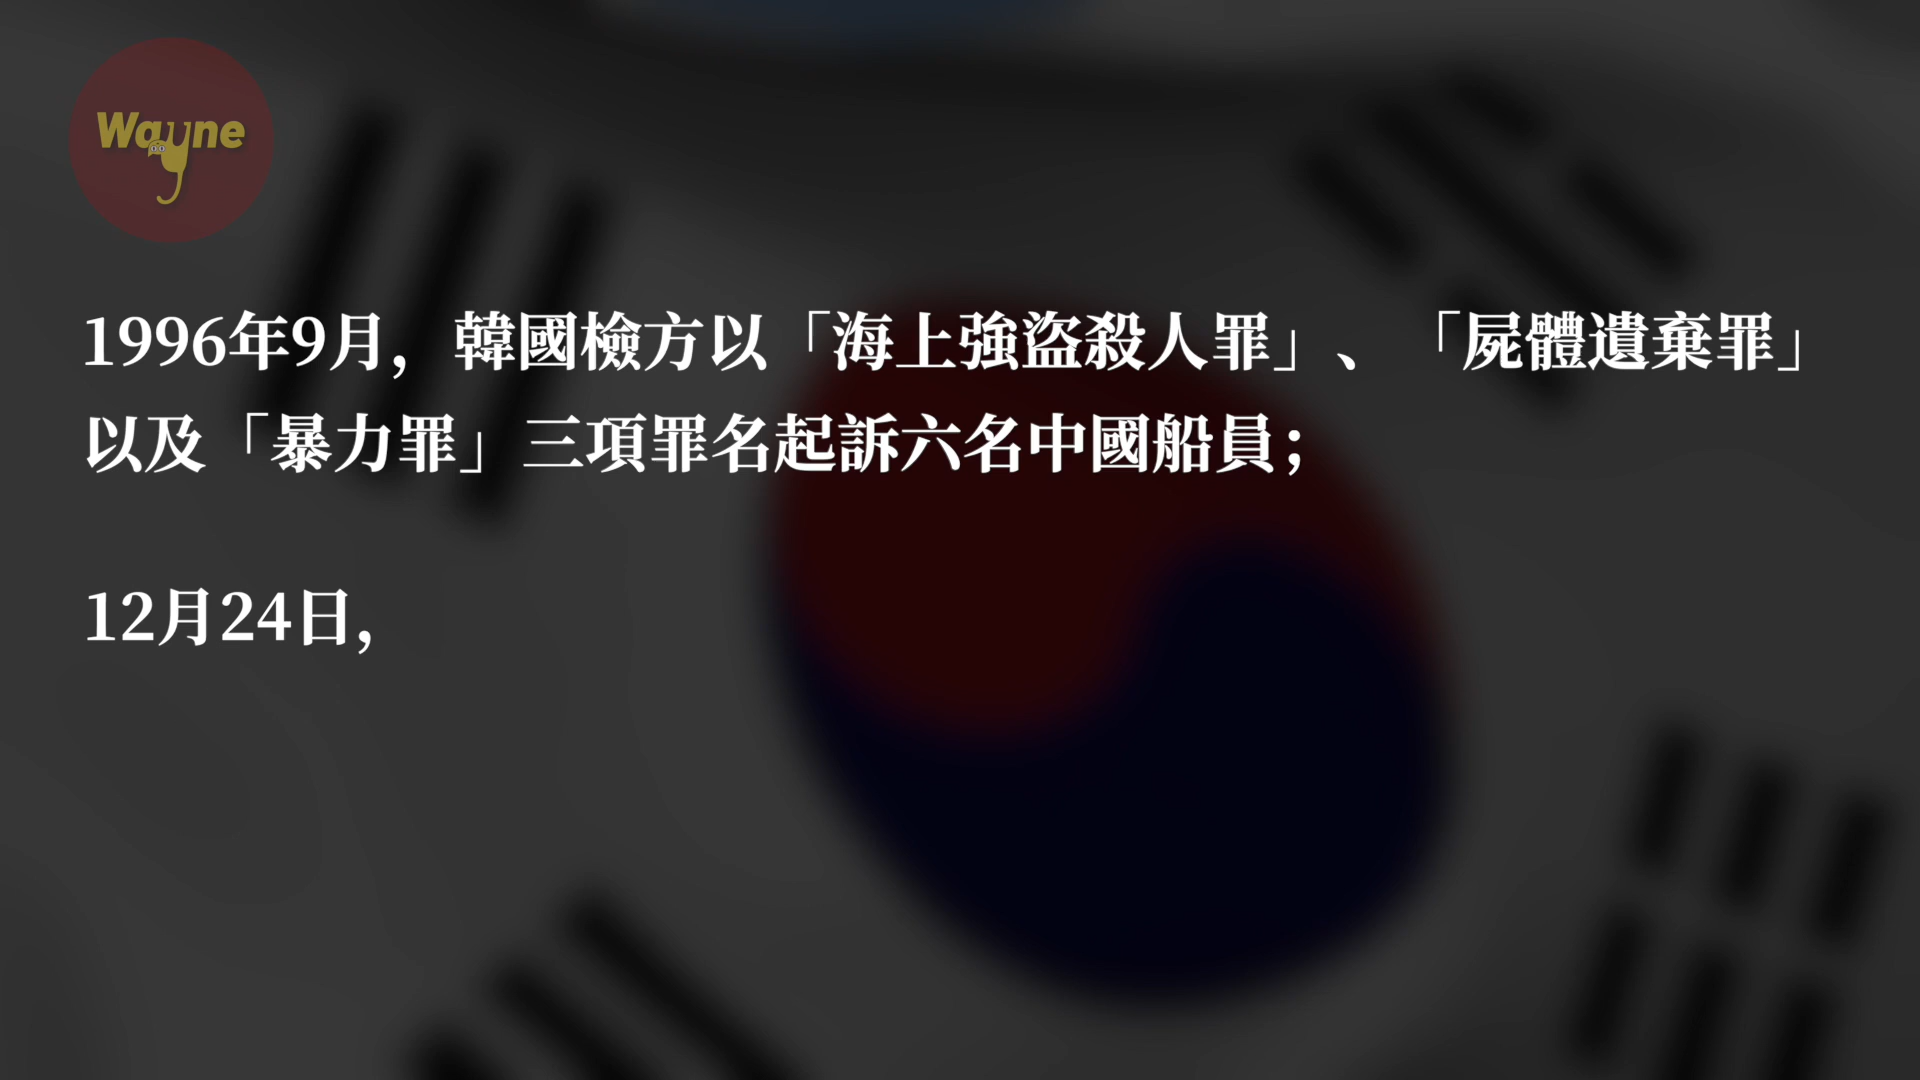 Wayne
1996年9月，韓國檢方以「海上強盜殺人罪」、「屍體遺棄罪」
以及「暴力罪」三項罪名起訴六名中國船員；
12月24日，